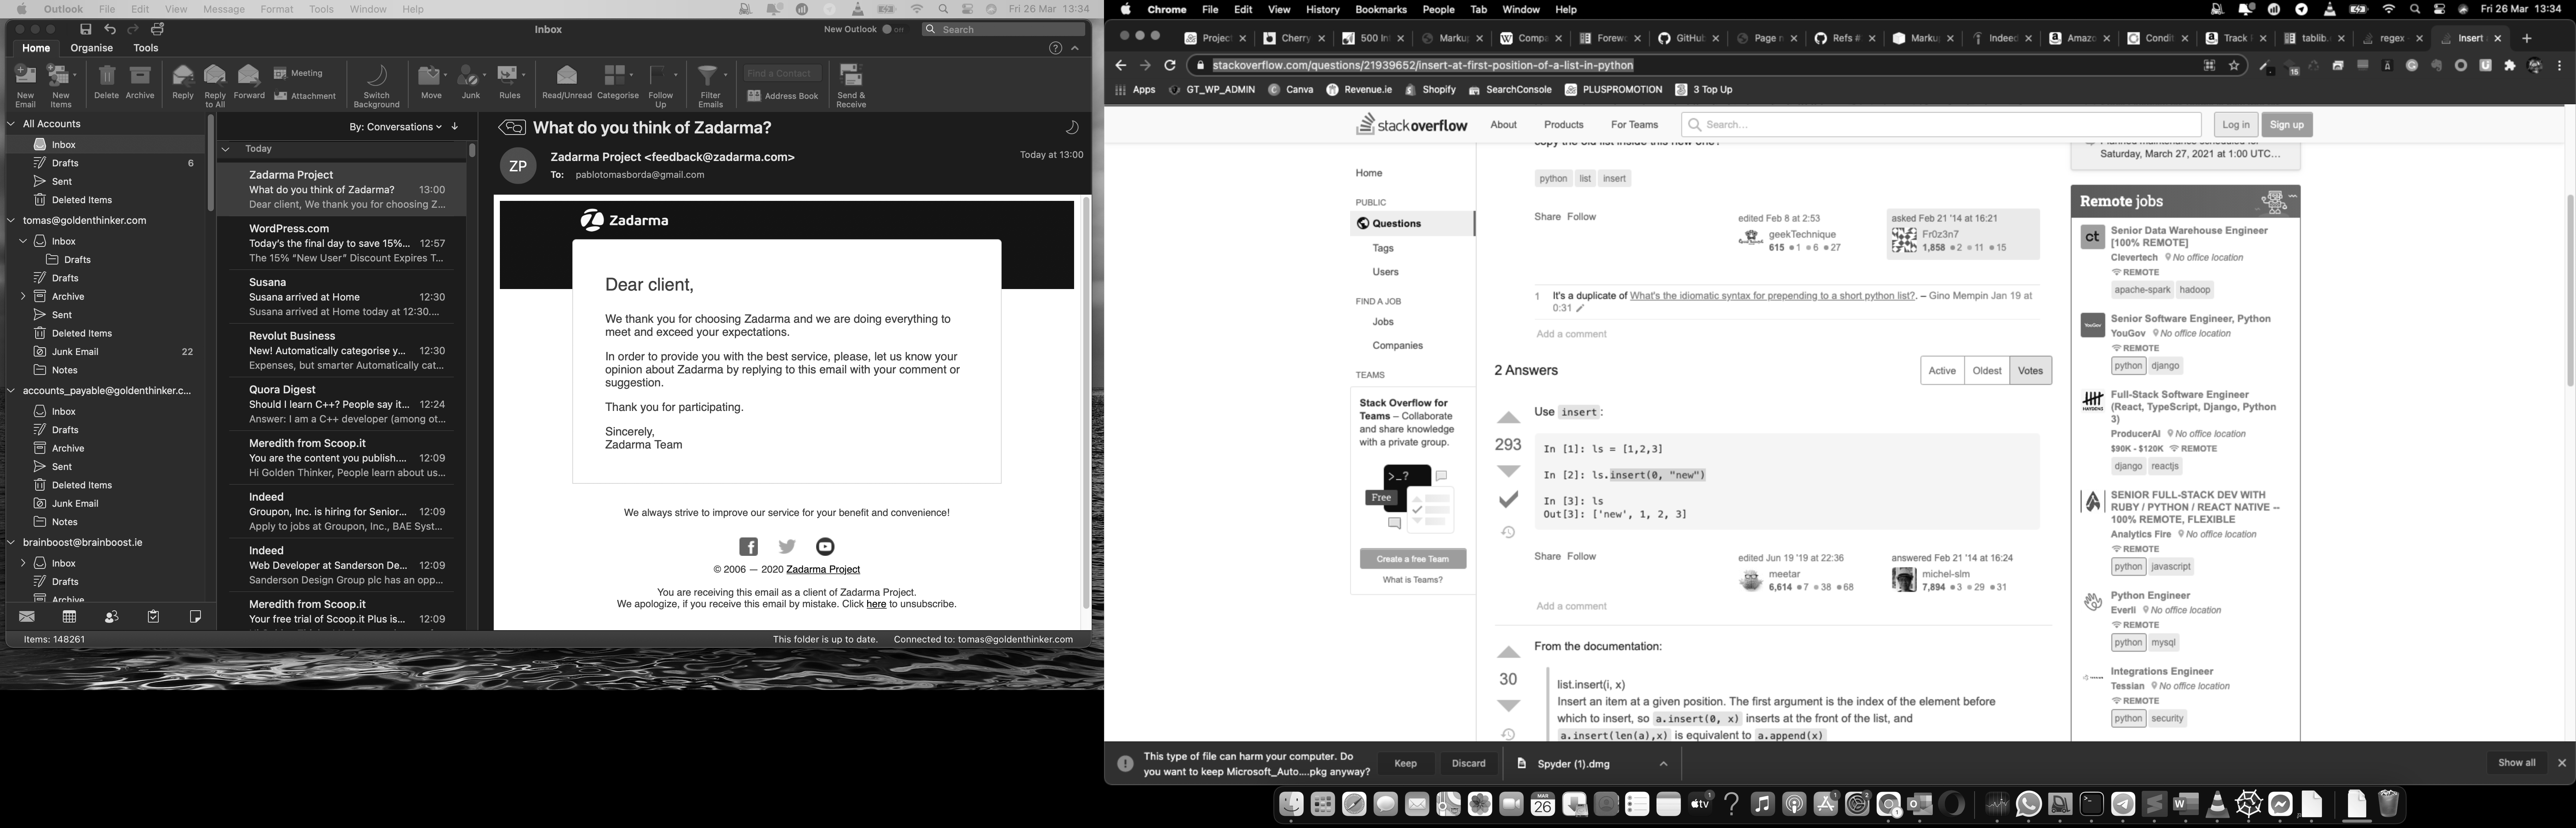 Outlook File Edit View Message Format Tools Window Help
Fri 26 Mar 13:34
Inbox
New Outlook
Search
Home Organise Tools
New Email
New Items
Delete
Archive
Reply
Reply to All
Forward
Meeting
Attachment
Switch Background
Move
Junk
Rules
Read/Unread
Categorise
Follow Up
Filter Emails
Find a Contact
Address Book
Send & Receive
All Accounts
Inbox
Drafts 6
Sent
Deleted Items
tomas@goldenthinker.com
Inbox
Drafts
Drafts
Archive
Sent
Deleted Items
Junk Email 22
Notes
accounts_payable@goldenthinker.c...
Inbox
Drafts
Archive
Sent
Deleted Items
Junk Email
Notes
brainboost@brainboost.ie
Inbox
Drafts
Archive
Items: 148261
By: Conversations
Today
Zadarma Project
What do you think of Zadarma? 13:00
Dear client, We thank you for choosing Z...
WordPress.com
Today's the final day to save 15%... 12:57
The 15% "New User" Discount Expires T...
Susana
Susana arrived at Home 12:30
Susana arrived at Home today at 12:30....
Revolut Business
New! Automatically categorise y... 12:30
Expenses, but smarter Automatically cat...
Quora Digest
Should I learn C++? People say it... 12:24
Answer: I am a C++ developer (among ot...
Meredith from Scoop.it
You are the content you publish.... 12:09
Hi Golden Thinker, People learn about us...
Indeed
Groupon, Inc. is hiring for Senior... 12:09
Apply to jobs at Groupon, Inc., BAE Syst...
Indeed
Web Developer at Sanderson De... 12:09
Sanderson Design Group plc has an opp...
Meredith from Scoop.it
Your free trial of Scoop.it Plus is... 12:09
What do you think of Zadarma?
ZP
Zadarma Project <feedback@zadarma.com>
To: pablotomasborda@gmail.com
Today at 13:00
Zadarma
Dear client,
We thank you for choosing Zadarma and we are doing everything to
meet and exceed your expectations.
In order to provide you with the best service, please, let us know your
opinion about Zadarma by replying to this email with your comment or
suggestion.
Thank you for participating.
Sincerely,
Zadarma Team
We always strive to improve our service for your benefit and convenience!
© 2006 — 2020 Zadarma Project
You are receiving this email as a client of Zadarma Project.
We apologize, if you receive this email by mistake. Click here to unsubscribe.
This folder is up to date. Connected to: tomas@goldenthinker.com
Chrome File Edit View History Bookmarks People Tab Window Help
Fri 26 Mar 13:34
Project
Cherry
500 Int
Markup
Compa
Forewo
GitHub
Page n
Refs #
Marku
Indeed
Amazo
Condit
Track
tablib.
regex
Insert
stackoverflow.com/questions/21939652/insert-at-first-position-of-a-list-in-python
15
Apps GT_WP_ADMIN Canva Revenue.ie Shopify SearchConsole PLUSPROMOTION 3 Top Up
stackoverflow
About Products For Teams
Search...
Log in
Sign up
copy the old list inside this new one?
python list insert
Share Follow
edited Feb 8 at 2:53
geekTechnique
615 1 6 27
asked Feb 21 '14 at 16:21
Fr0z3n7
1,858 2 11 15
1 It's a duplicate of What's the idiomatic syntax for prepending to a short python list?. – Gino Mempin Jan 19 at
0:31
Add a comment
2 Answers
Active Oldest Votes
293
Use insert:
In [1]: ls = [1,2,3]
In [2]: ls.insert(0, "new")
In [3]: ls
Out[3]: ['new', 1, 2, 3]
Share Follow
edited Jun 19 '19 at 22:36
meetar
6,614 7 38 68
answered Feb 21 '14 at 16:24
michel-slm
7,894 3 29 31
Add a comment
30
From the documentation:
list.insert(i, x)
Insert an item at a given position. The first argument is the index of the element before
which to insert, so a.insert(0, x) inserts at the front of the list, and
a.insert(len(a),x) is equivalent to a.append(x)
Home
PUBLIC
Questions
Tags
Users
FIND A JOB
Jobs
Companies
TEAMS
Stack Overflow for
Teams – Collaborate
and share knowledge
with a private group.
>_?
Free
Create a free Team
What is Teams?
Planned maintenance scheduled for
Saturday, March 27, 2021 at 1:00 UTC...
Remote jobs
ct
Senior Data Warehouse Engineer
[100% REMOTE]
Clevertech No office location
REMOTE
apache-spark hadoop
Senior Software Engineer, Python
YouGov No office location
REMOTE
python django
Full-Stack Software Engineer
(React, TypeScript, Django, Python
3)
ProducerAI No office location
$90K - $120K REMOTE
django reactjs
SENIOR FULL-STACK DEV WITH
RUBY / PYTHON / REACT NATIVE --
100% REMOTE, FLEXIBLE
Analytics Fire No office location
REMOTE
python javascript
Python Engineer
Everli No office location
REMOTE
python mysql
Integrations Engineer
Tessian No office location
REMOTE
python security
This type of file can harm your computer. Do
you want to keep Microsoft_Auto....pkg anyway?
Keep
Discard
Spyder (1).dmg
Show all
MAR
26
tv